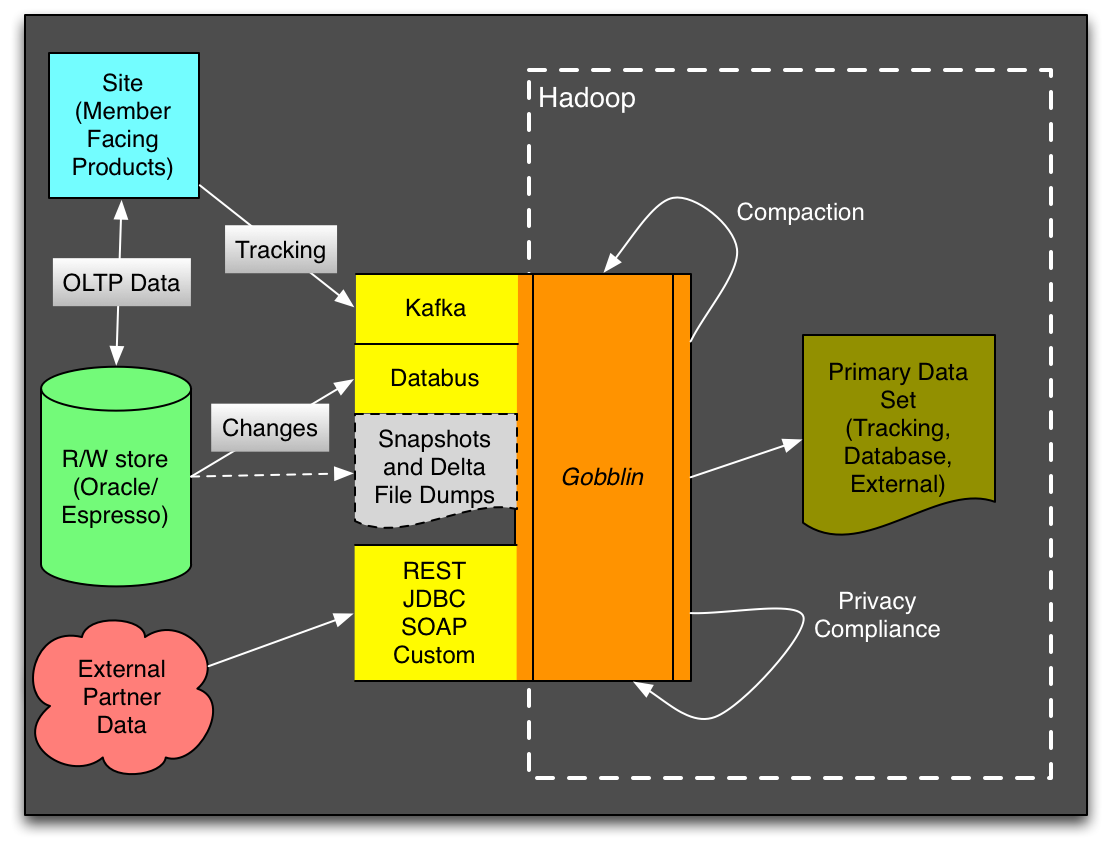 Site
(Member
Facing
Products)
Hadoop
Compaction
Tracking
OLTP Data
Kafka
Databus
Changes
Snapshots
and Delta
File Dumps
R/W store
(Oracle/
Espresso)
Gobblin
Primary Data
Set
(Tracking,
Database,
External)
REST
JDBC
SOAP
Custom
Privacy
Compliance
External
Partner
Data